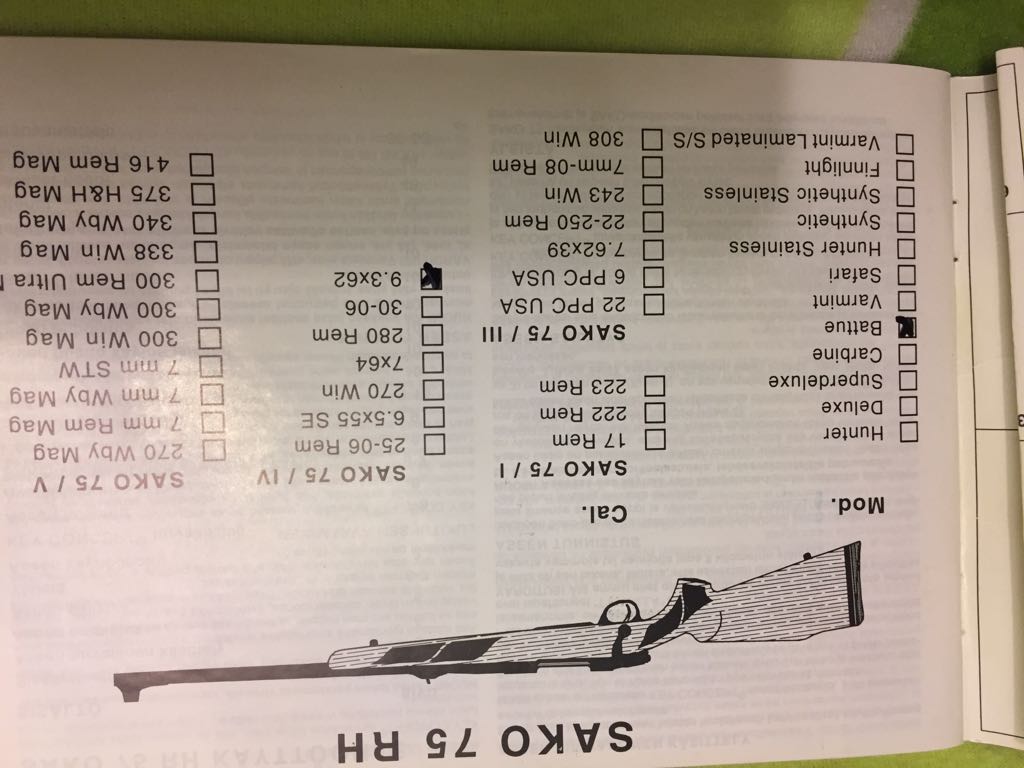 SAKO 75 RH
Mod.
Hunter
Deluxe
Superdeluxe
Carbine
Battue
Varmint
Safari
Hunter Stainless
Synthetic
Synthetic Stainless
Finnlight
Varmint Laminated S/S
Cal.
SAKO 75 / I
17 Rem
222 Rem
223 Rem
SAKO 75 / III
22 PPC USA
6 PPC USA
7.62x39
22-250 Rem
243 Win
7mm-08 Rem
308 Win
SAKO 75 / IV
25-06 Rem
6.5x55 SE
270 Win
7x64
280 Rem
30-06
9.3x62
SAKO 75 / V
270 Wby Mag
7 mm Rem Mag
7 mm Wby Mag
7 mm STW
300 Win Mag
300 Wby Mag
300 Rem Ultra
338 Win Mag
340 Wby Mag
375 H&H Mag
416 Rem Mag